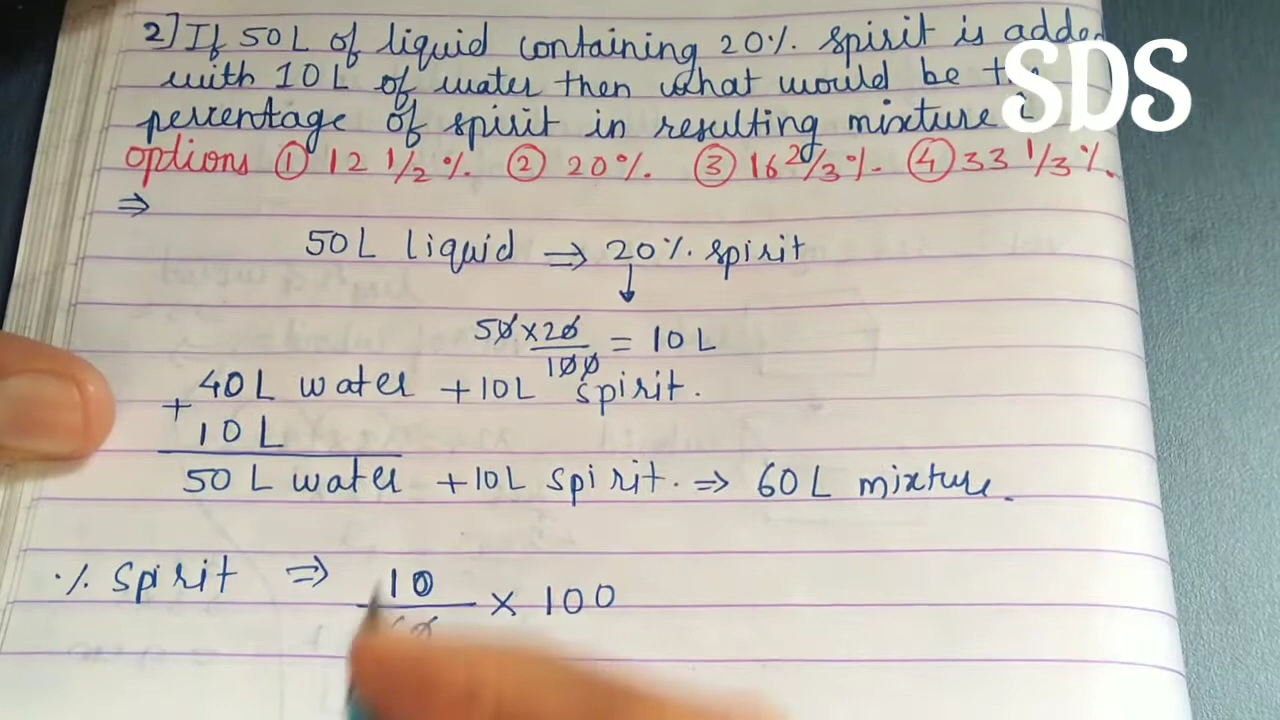 2] If 50L of liquid containing 20% spirit is added
with 10L of water then what would be the
percentage of spirit in resulting mixture?
SDS
options ① 12 1/2 %. ② 20%. ③ 16 2/3 %. ④ 33 1/3 %.
⇒
50L liquid ⇒ 20% spirit
↓
50×20/100 = 10L
40L water + 10L spirit.
+ 10L
50L water + 10L spirit. ⇒ 60L mixture.
% spirit ⇒ 10/ × 100